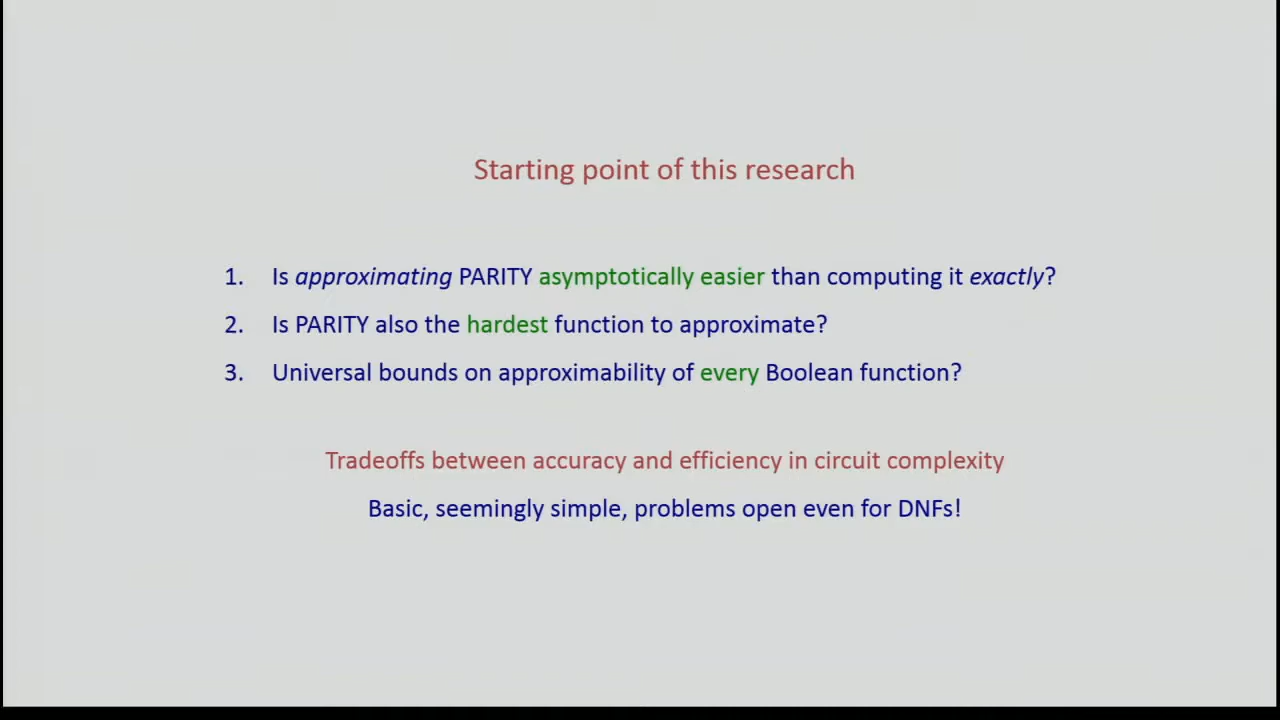 Starting point of this research
1. Is approximating PARITY asymptotically easier than computing it exactly?
2. Is PARITY also the hardest function to approximate?
3. Universal bounds on approximability of every Boolean function?
Tradeoffs between accuracy and efficiency in circuit complexity
Basic, seemingly simple, problems open even for DNFs!